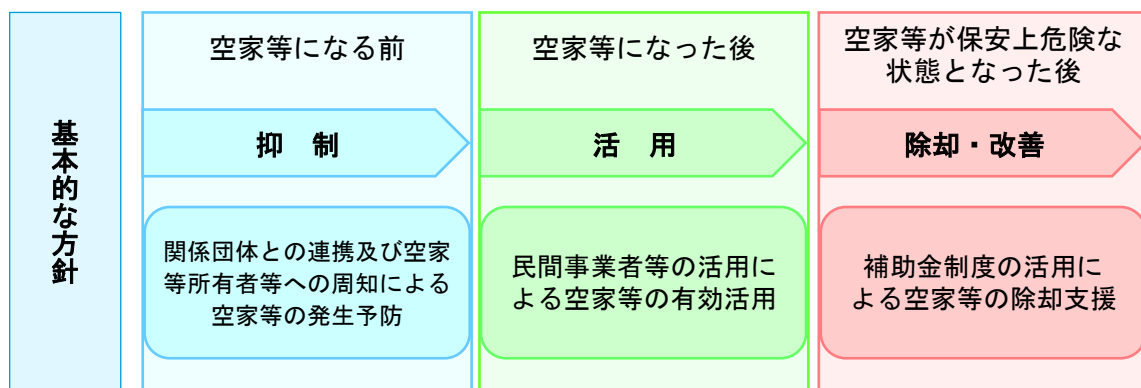 基本的な方針
空家等になる前
抑 制
関係団体との連携及び空家
等所有者等への周知による
空家等の発生予防
空家等になった後
活 用
民間事業者等の活用に
よる空家等の有効活用
空家等が保安上危険な
状態となった後
除却・改善
補助金制度の活用に
よる空家等の除却支援